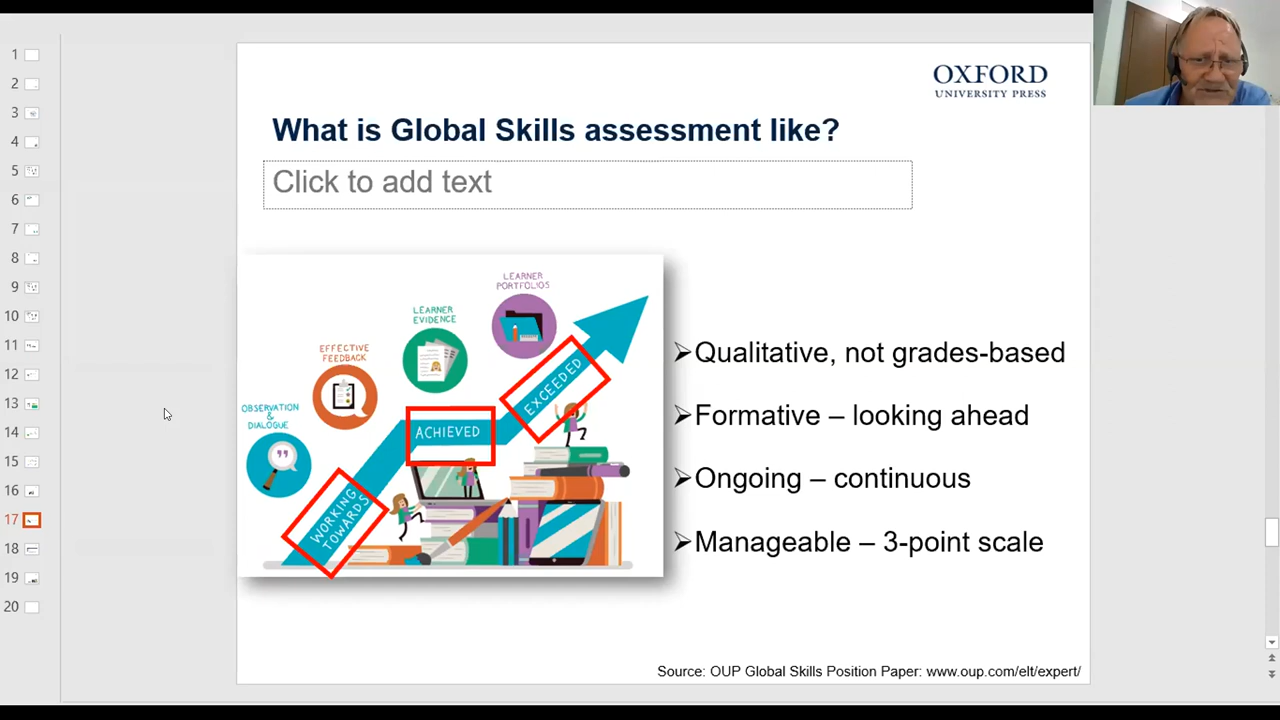 1
2
3
4
5
6
7
8
9
10
11
12
13
14
15
16
17
18
19
20
OXFORD
UNIVERSITY PRESS
What is Global Skills assessment like?
Click to add text
LEARNER
PORTFOLIOS
LEARNER
EVIDENCE
EFFECTIVE
FEEDBACK
OBSERVATION
&
DIALOGUE
WORKING
TOWARDS
ACHIEVED
EXCEEDED
➢Qualitative, not grades-based
➢Formative – looking ahead
➢Ongoing – continuous
➢Manageable – 3-point scale
Source: OUP Global Skills Position Paper: www.oup.com/elt/expert/